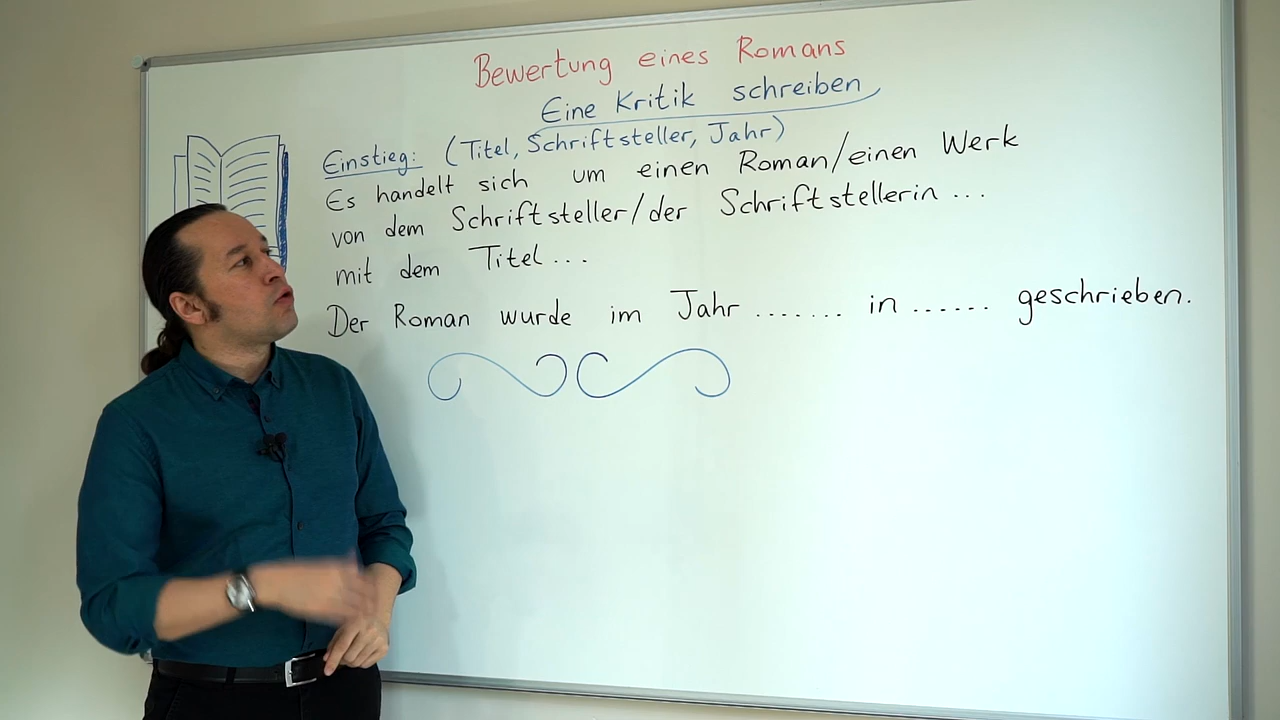 Bewertung eines Romans
Eine Kritik schreiben
Einstieg: (Titel, Schriftsteller, Jahr)
Es handelt sich um einen Roman/einen Werk
von dem Schriftsteller/der Schriftstellerin ...
mit dem Titel...
Der Roman wurde im Jahr ....... in ...... geschrieben.